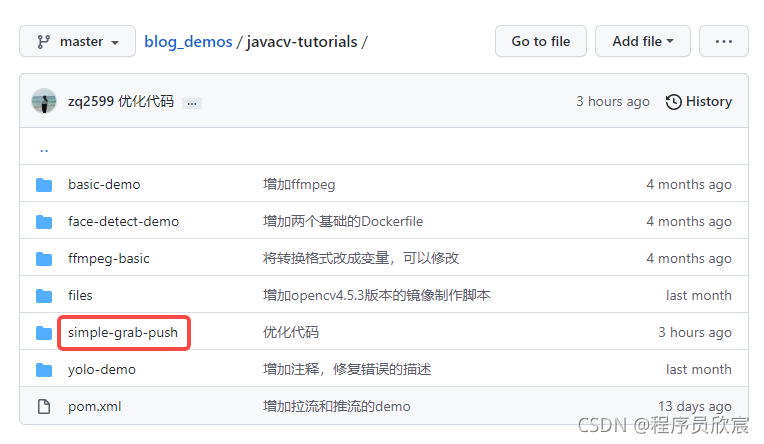 master blog_demos / javacv-tutorials / Go to file Add file ...
zq2599 优化代码 ... 3 hours ago History
..
basic-demo 增加ffmpeg 4 months ago
face-detect-demo 增加两个基础的Dockerfile 4 months ago
ffmpeg-basic 将转换格式改成变量，可以修改 4 months ago
files 增加opencv4.5.3版本的镜像制作脚本 last month
simple-grab-push 优化代码 3 hours ago
yolo-demo 增加注释，修复错误的描述 last month
pom.xml 增加拉流和推流的demo 13 days ago
CSDN @程序员欣宸